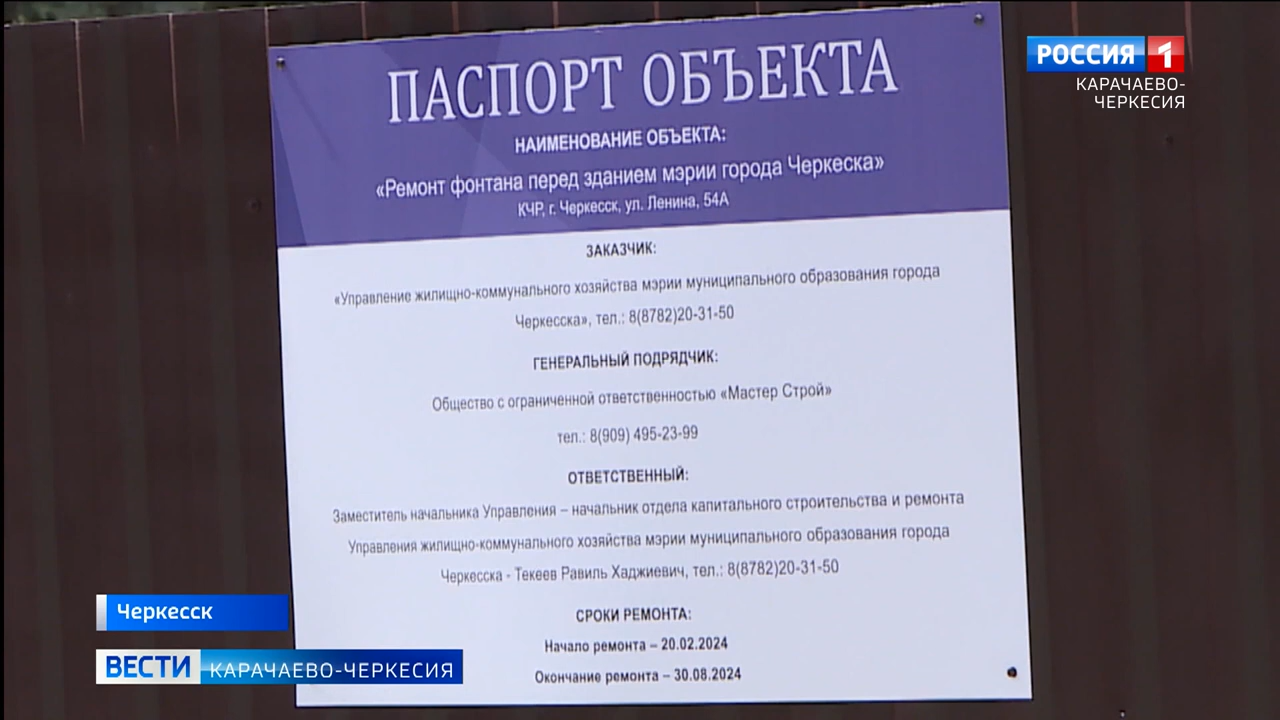 ПАСПОРТ ОБЪЕКТА
НАИМЕНОВАНИЕ ОБЪЕКТА:
«Ремонт фонтана перед зданием мэрии города Черкеска»
КЧР, г. Черкесск, ул. Ленина, 54А
ЗАКАЗЧИК:
«Управление жилищно-коммунального хозяйства мэрии муниципального образования города
Черкесска», тел.: 8(8782)20-31-50
ГЕНЕРАЛЬНЫЙ ПОДРЯДЧИК:
Общество с ограниченной ответственностью «Мастер Строй»
тел.: 8(909) 495-23-99
ОТВЕТСТВЕННЫЙ:
Заместитель начальника Управления – начальник отдела капитального строительства и ремонта
Управления жилищно-коммунального хозяйства мэрии муниципального образования города
Черкесска - Текеев Равиль Хаджиевич, тел.: 8(8782)20-31-50
СРОКИ РЕМОНТА:
Начало ремонта – 20.02.2024
Окончание ремонта – 30.08.2024
РОССИЯ 1
КАРАЧАЕВО-
ЧЕРКЕСИЯ
Черкесск
ВЕСТИ КАРАЧАЕВО-ЧЕРКЕСИЯ